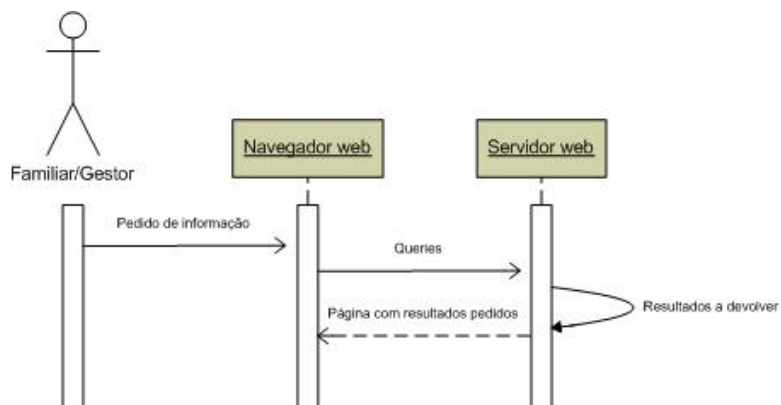 Navegador web
Servidor web
Familiar/Gestor
Pedido de informação
Queries
Resultados a devolver
Página com resultados pedidos